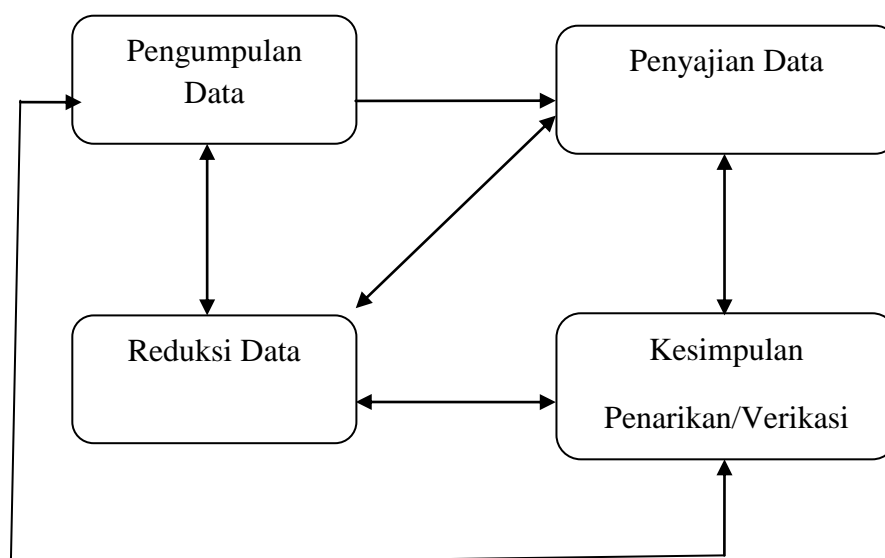 Pengumpulan
Data
Penyajian Data
Reduksi Data
Kesimpulan
Penarikan/Verikasi